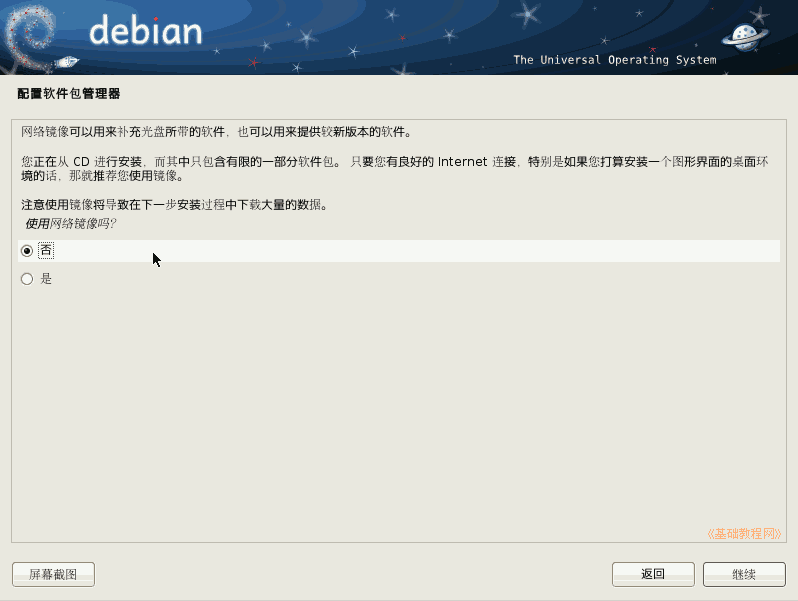 debian
The Universal Operating System
配置软件包管理器
网络镜像可以用来补充光盘所带的软件，也可以用来提供较新版本的软件。
您正在从 CD 进行安装，而其中只包含有限的一部分软件包。 只要您有良好的 Internet 连接，特别是如果您打算安装一个图形界面的桌面环
境的话，那就推荐您使用镜像。
注意使用镜像将导致在下一步安装过程中下载大量的数据。
使用网络镜像吗？
否
是
《基础教程网》
屏幕截图
返回
继续